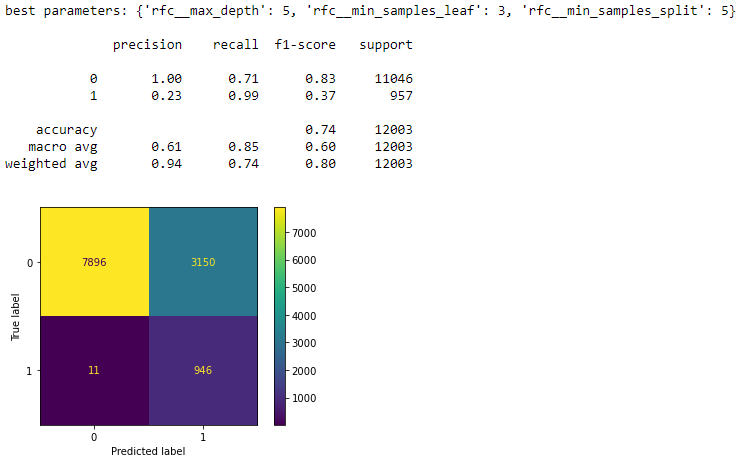 best parameters: {'rfc__max_depth': 5, 'rfc__min_samples_leaf': 3, 'rfc__min_samples_split': 5}
precision recall f1-score support
0 1.00 0.71 0.83 11046
1 0.23 0.99 0.37 957
accuracy 0.74 12003
macro avg 0.61 0.85 0.60 12003
weighted avg 0.94 0.74 0.80 12003
7000
6000
5000
4000
3000
2000
1000
0 7896 3150
True label
1 11 946
0 1
Predicted label